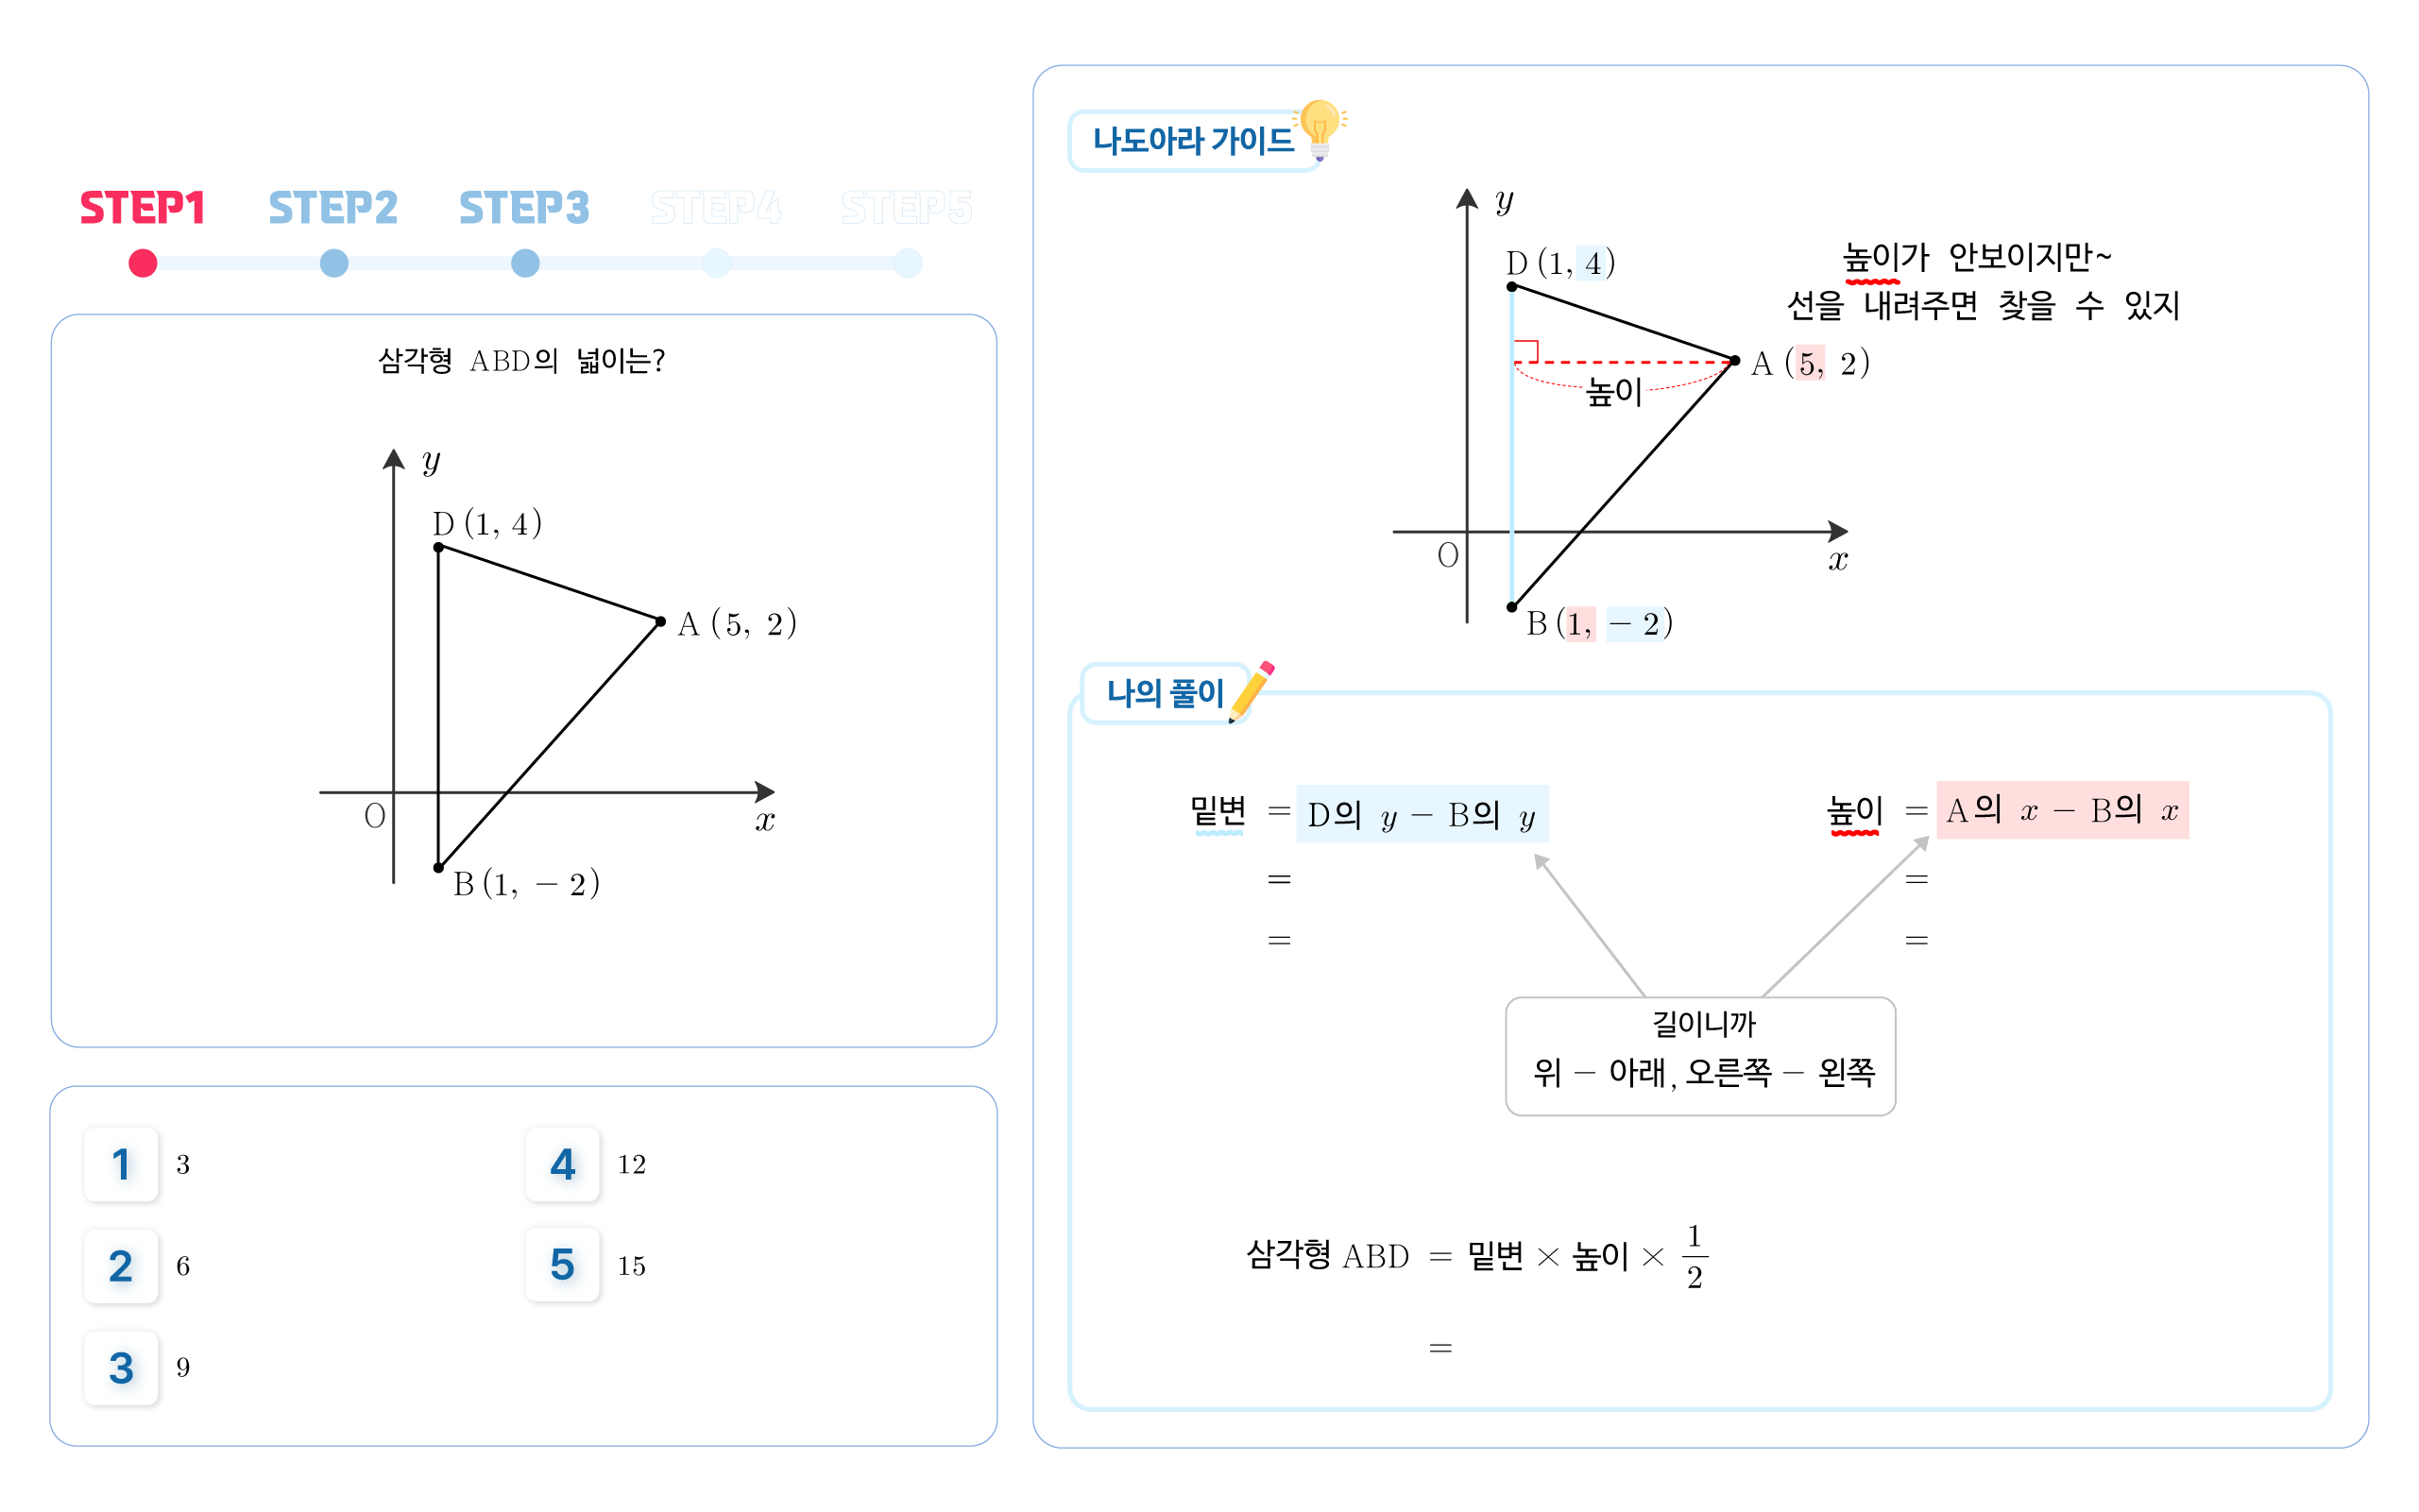 STEP1 STEP2 STEP3 STEP4 STEP5
삼각형 ABD의 넓이는?
y
D (1, 4)
A (5, 2)
O
x
B (1, − 2)
1 3
2 6
3 9
4 12
5 15
나도아라 가이드
y
D (1, 4)
높이가 안보이지만~
선을 내려주면 찾을 수 있지
A (5, 2)
높이
O
x
B (1, − 2)
나의 풀이
밑변 = D의 y − B의 y
=
=
높이 = A의 x − B의 x
=
=
길이니까
위 − 아래, 오른쪽 − 왼쪽
삼각형 ABD = 밑변 × 높이 × 1/2
=